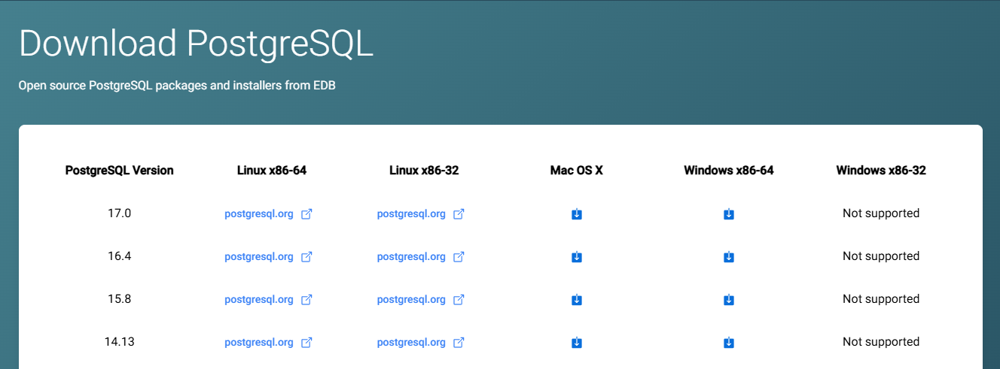 Download PostgreSQL
Open source PostgreSQL packages and installers from EDB
PostgreSQL Version Linux x86-64 Linux x86-32 Mac OS X Windows x86-64 Windows x86-32
17.0 postgresql.org postgresql.org Not supported
16.4 postgresql.org postgresql.org Not supported
15.8 postgresql.org postgresql.org Not supported
14.13 postgresql.org postgresql.org Not supported